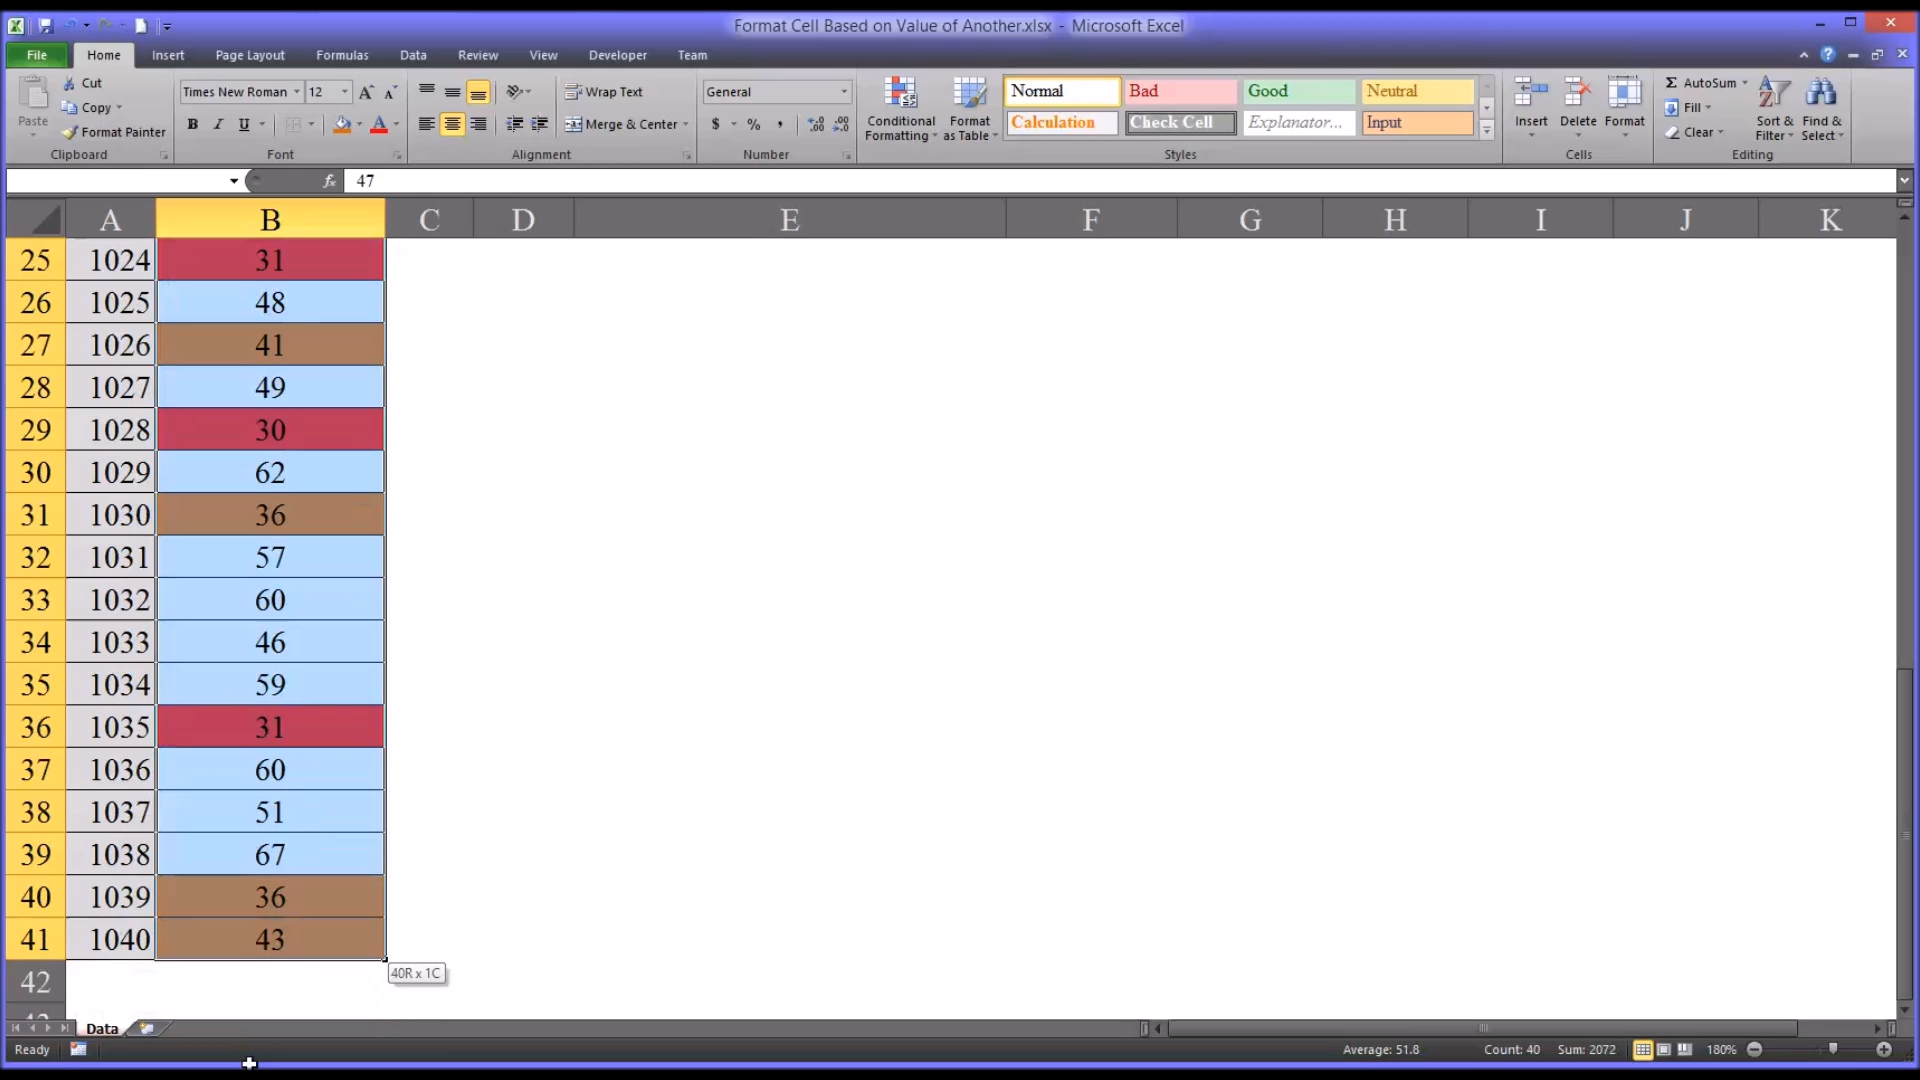 Format Cell Based on Value of Another.xlsx - Microsoft Excel
File Home Insert Page Layout Formulas Data Review View Developer Team
Paste Cut Copy Format Painter
Clipboard
Times New Roman 12 A A
B I U A
Font
Wrap Text
Merge & Center
Alignment
General
$ % ,
Number
Conditional Formatting
Format as Table
Normal Bad Good Neutral
Calculation Check Cell Explanator... Input
Styles
Insert Delete Format
Cells
Σ AutoSum
Fill
Clear
Sort & Filter
Find & Select
Editing
fx 47
A B C D E F G H I J K
25 1024 31
26 1025 48
27 1026 41
28 1027 49
29 1028 30
30 1029 62
31 1030 36
32 1031 57
33 1032 60
34 1033 46
35 1034 59
36 1035 31
37 1036 60
38 1037 51
39 1038 67
40 1039 36
41 1040 43
40R x 1C
42
Data
Ready Average: 51.8 Count: 40 Sum: 2072 180%